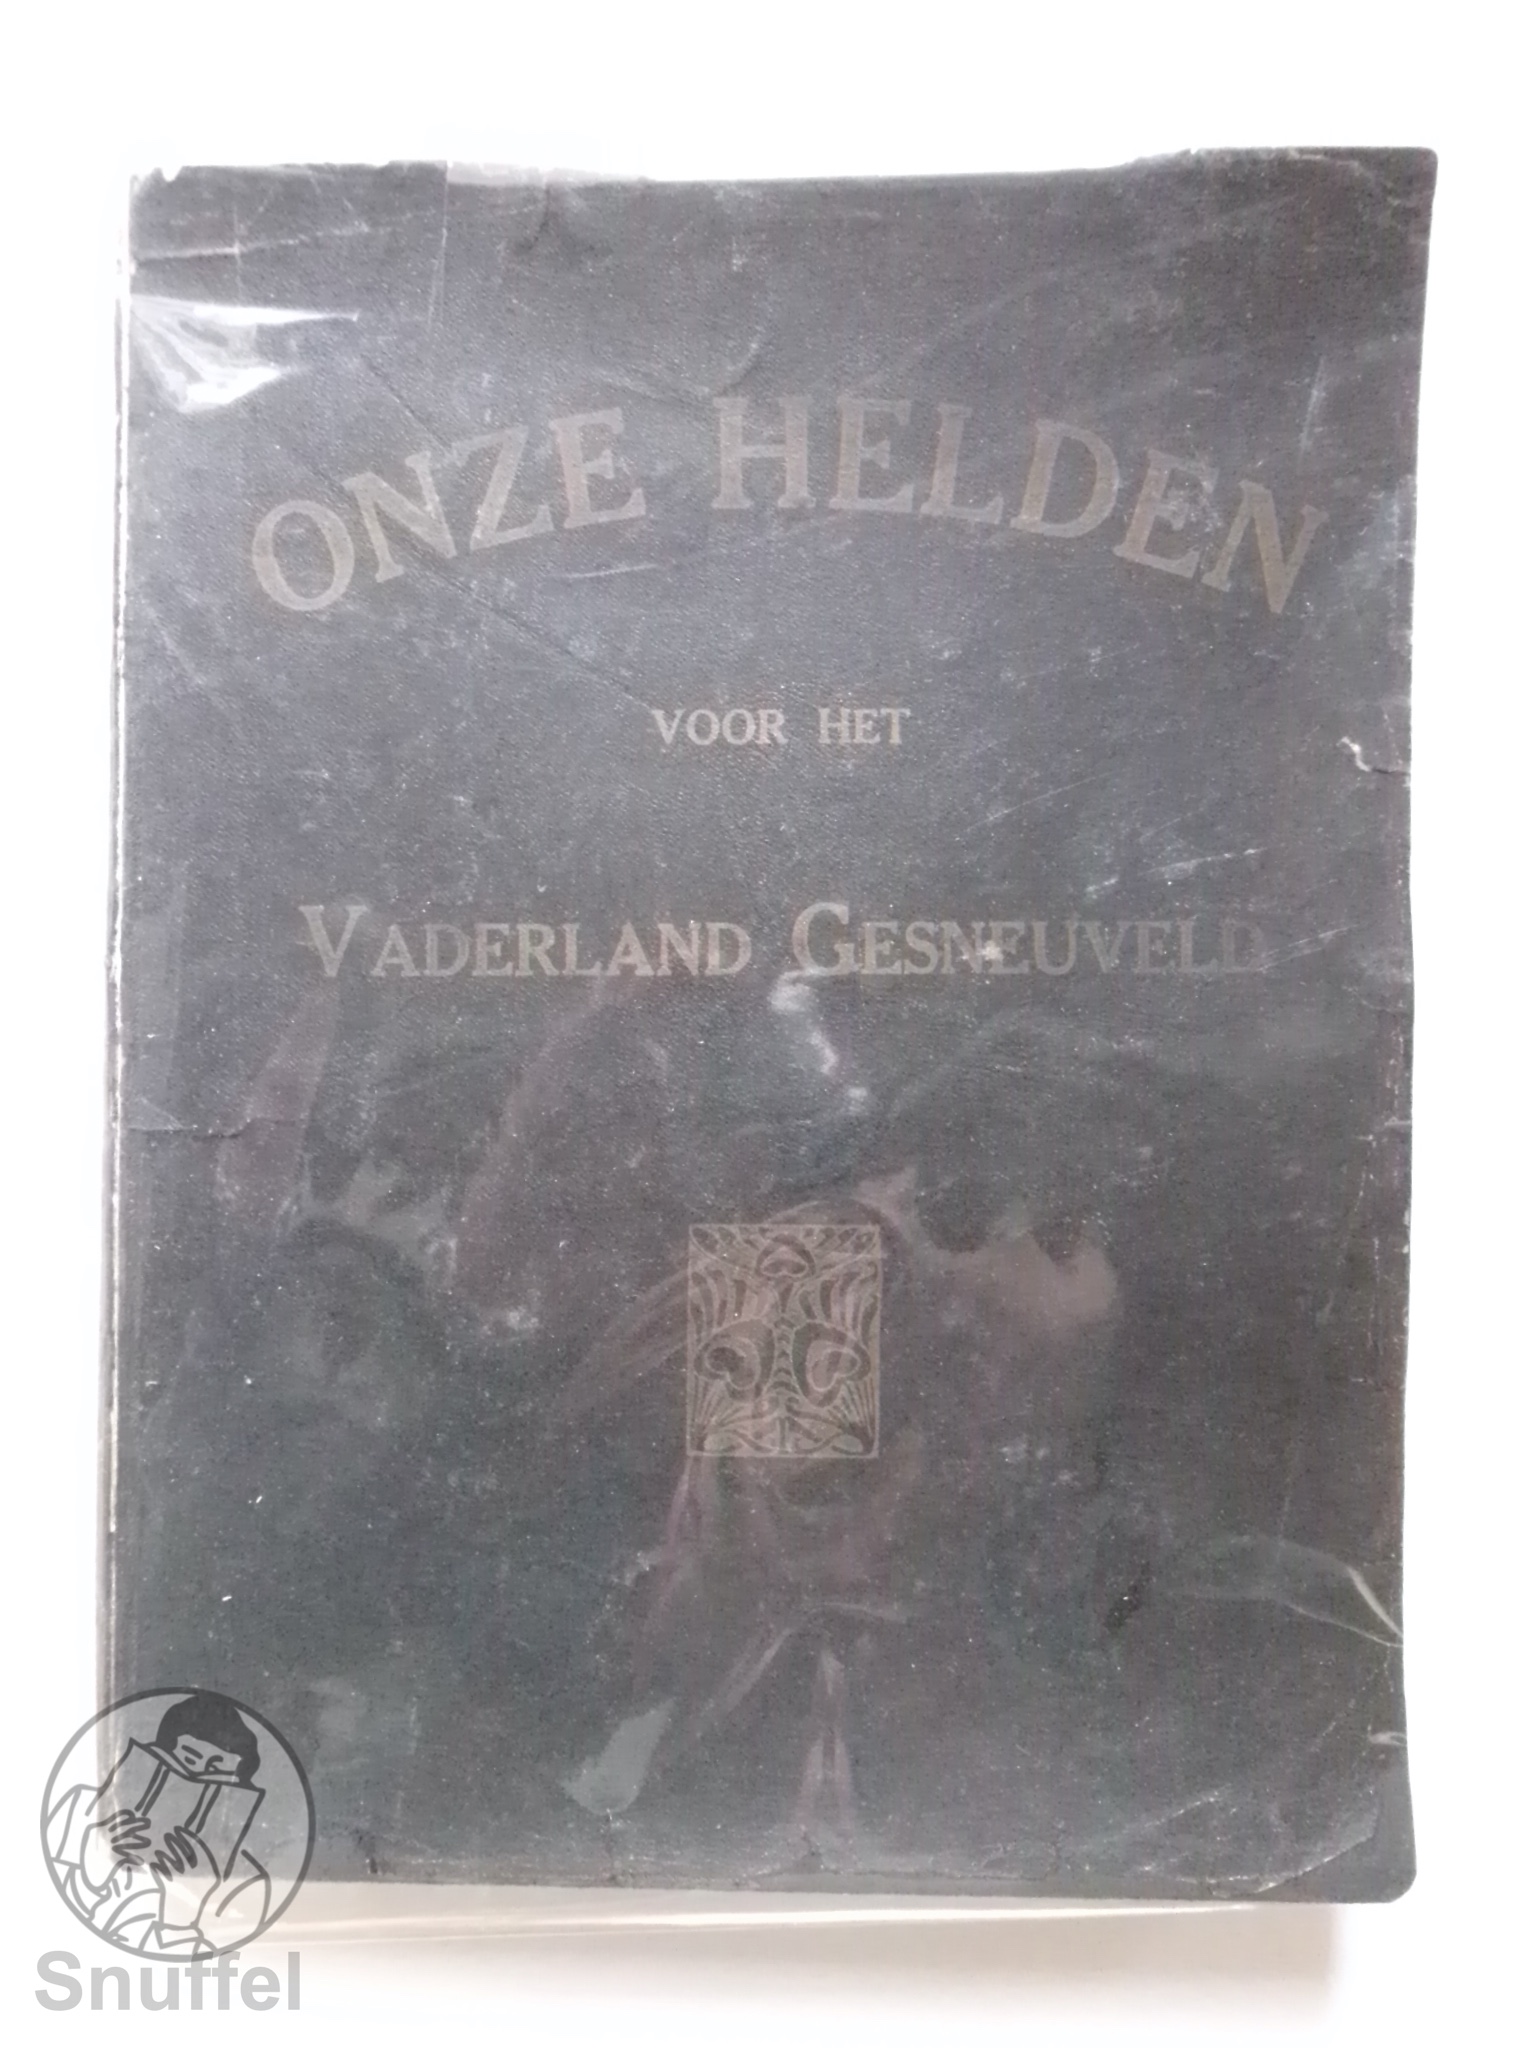 ONZE HELDEN
VOOR HET
VADERLAND GESNEUVELD
Snuffel